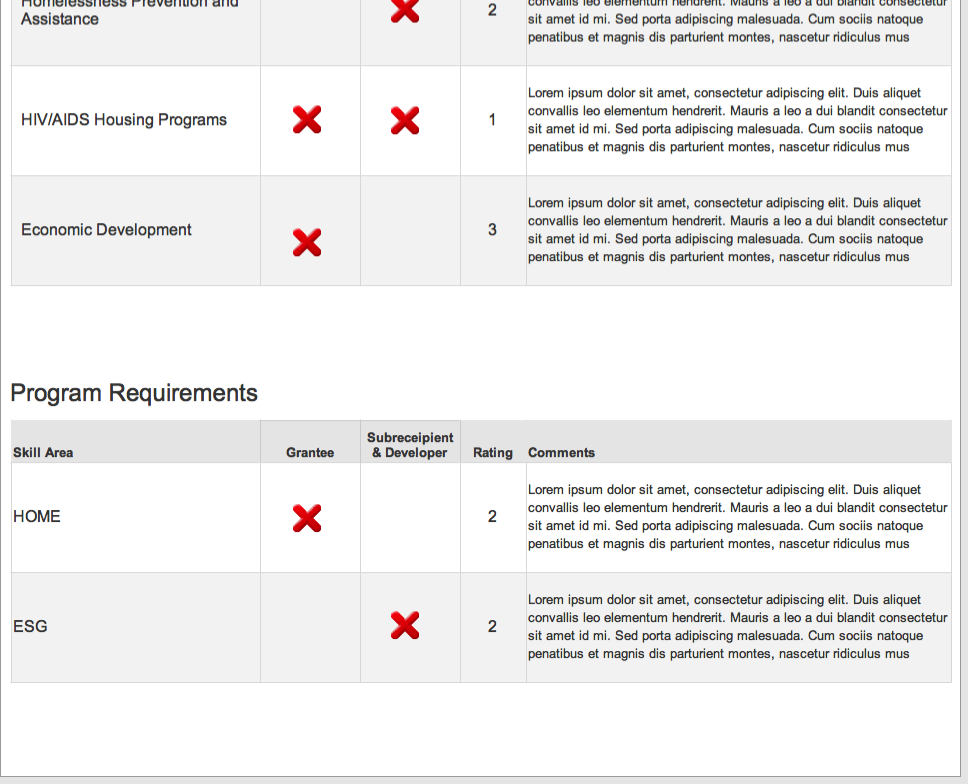 Homelessness Prevention and
Assistance
2
convallis leo elementum hendrerit. Mauris a leo a dui blandit consectetur
sit amet id mi. Sed porta adipiscing malesuada. Cum sociis natoque
penatibus et magnis dis parturient montes, nascetur ridiculus mus
HIV/AIDS Housing Programs
1
Lorem ipsum dolor sit amet, consectetur adipiscing elit. Duis aliquet
convallis leo elementum hendrerit. Mauris a leo a dui blandit consectetur
sit amet id mi. Sed porta adipiscing malesuada. Cum sociis natoque
penatibus et magnis dis parturient montes, nascetur ridiculus mus
Economic Development
3
Lorem ipsum dolor sit amet, consectetur adipiscing elit. Duis aliquet
convallis leo elementum hendrerit. Mauris a leo a dui blandit consectetur
sit amet id mi. Sed porta adipiscing malesuada. Cum sociis natoque
penatibus et magnis dis parturient montes, nascetur ridiculus mus
Program Requirements
Skill Area
Grantee
Subreceipient
& Developer
Rating
Comments
HOME
2
Lorem ipsum dolor sit amet, consectetur adipiscing elit. Duis aliquet
convallis leo elementum hendrerit. Mauris a leo a dui blandit consectetur
sit amet id mi. Sed porta adipiscing malesuada. Cum sociis natoque
penatibus et magnis dis parturient montes, nascetur ridiculus mus
ESG
2
Lorem ipsum dolor sit amet, consectetur adipiscing elit. Duis aliquet
convallis leo elementum hendrerit. Mauris a leo a dui blandit consectetur
sit amet id mi. Sed porta adipiscing malesuada. Cum sociis natoque
penatibus et magnis dis parturient montes, nascetur ridiculus mus